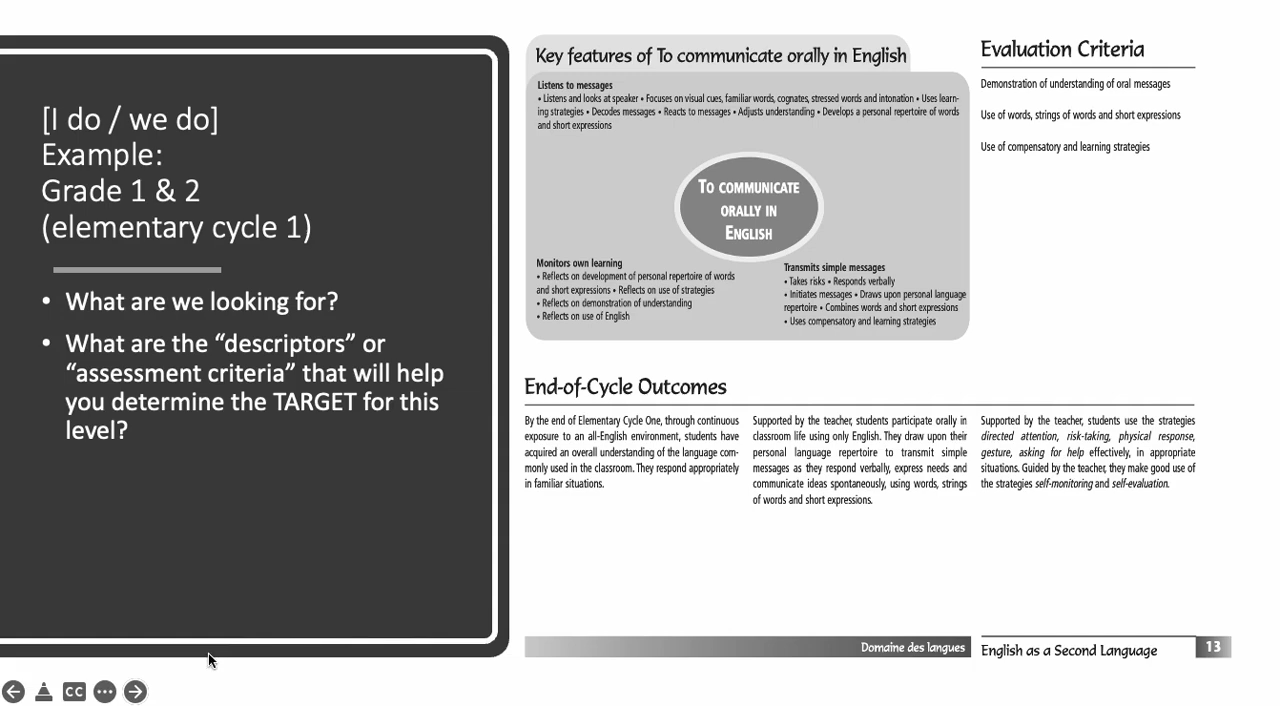 [I do / we do]
Example:
Grade 1 & 2
(elementary cycle 1)
• What are we looking for?
• What are the “descriptors” or
“assessment criteria” that will help
you determine the TARGET for this
level?
Key features of To communicate orally in English
Listens to messages
• Listens and looks at speaker • Focuses on visual cues, familiar words, cognates, stressed words and intonation • Uses learn-
ing strategies • Decodes messages • Reacts to messages • Adjusts understanding • Develops a personal repertoire of words
and short expressions
TO COMMUNICATE
ORALLY IN
ENGLISH
Monitors own learning
• Reflects on development of personal repertoire of words
and short expressions • Reflects on use of strategies
• Reflects on demonstration of understanding
• Reflects on use of English
Transmits simple messages
• Takes risks • Responds verbally
• Initiates messages • Draws upon personal language
repertoire • Combines words and short expressions
• Uses compensatory and learning strategies
Evaluation Criteria
Demonstration of understanding of oral messages
Use of words, strings of words and short expressions
Use of compensatory and learning strategies
End-of-Cycle Outcomes
By the end of Elementary Cycle One, through continuous
exposure to an all-English environment, students have
acquired an overall understanding of the language com-
monly used in the classroom. They respond appropriately
in familiar situations.
Supported by the teacher, students participate orally in
classroom life using only English. They draw upon their
personal language repertoire to transmit simple
messages as they respond verbally, express needs and
communicate ideas spontaneously, using words, strings
of words and short expressions.
Supported by the teacher, students use the strategies
directed attention, risk-taking, physical response,
gesture, asking for help effectively, in appropriate
situations. Guided by the teacher, they make good use of
the strategies self-monitoring and self-evaluation.
Domaine des langues
English as a Second Language
13
CC